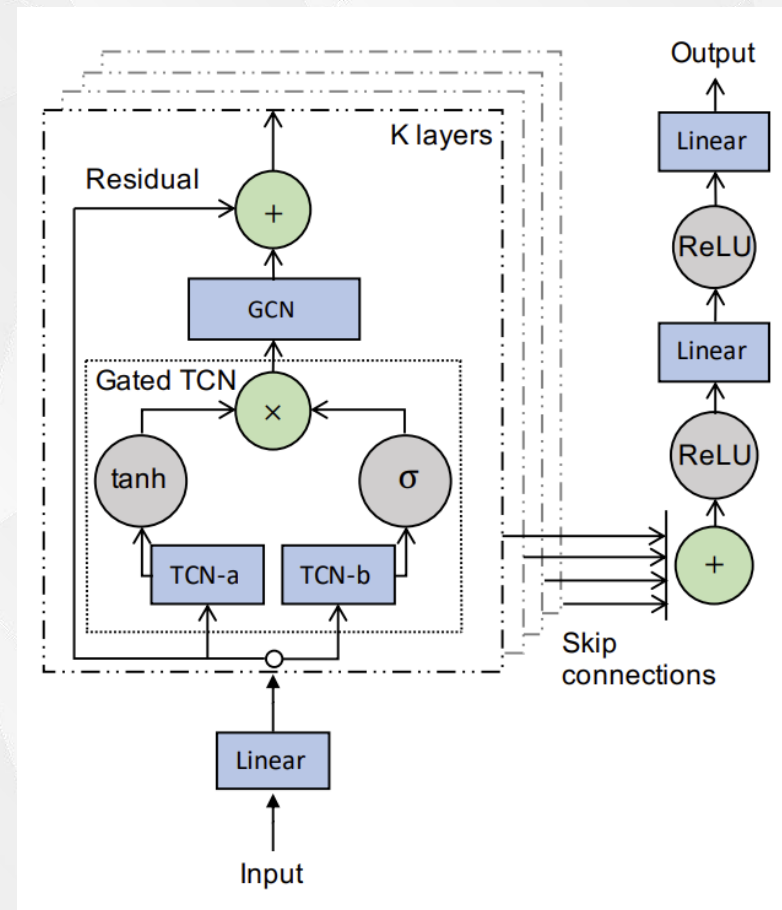 Output
Linear
K layers
Residual
+
ReLU
GCN
Linear
Gated TCN
×
tanh
σ
ReLU
TCN-a
TCN-b
+
Skip
connections
Linear
Input